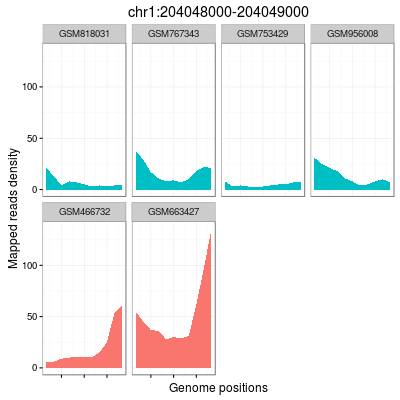 chr1:204048000-204049000
GSM818031 GSM767343 GSM753429 GSM956008
100
50
0
GSM466732 GSM663427
100
50
0
Mapped reads density
Genome positions